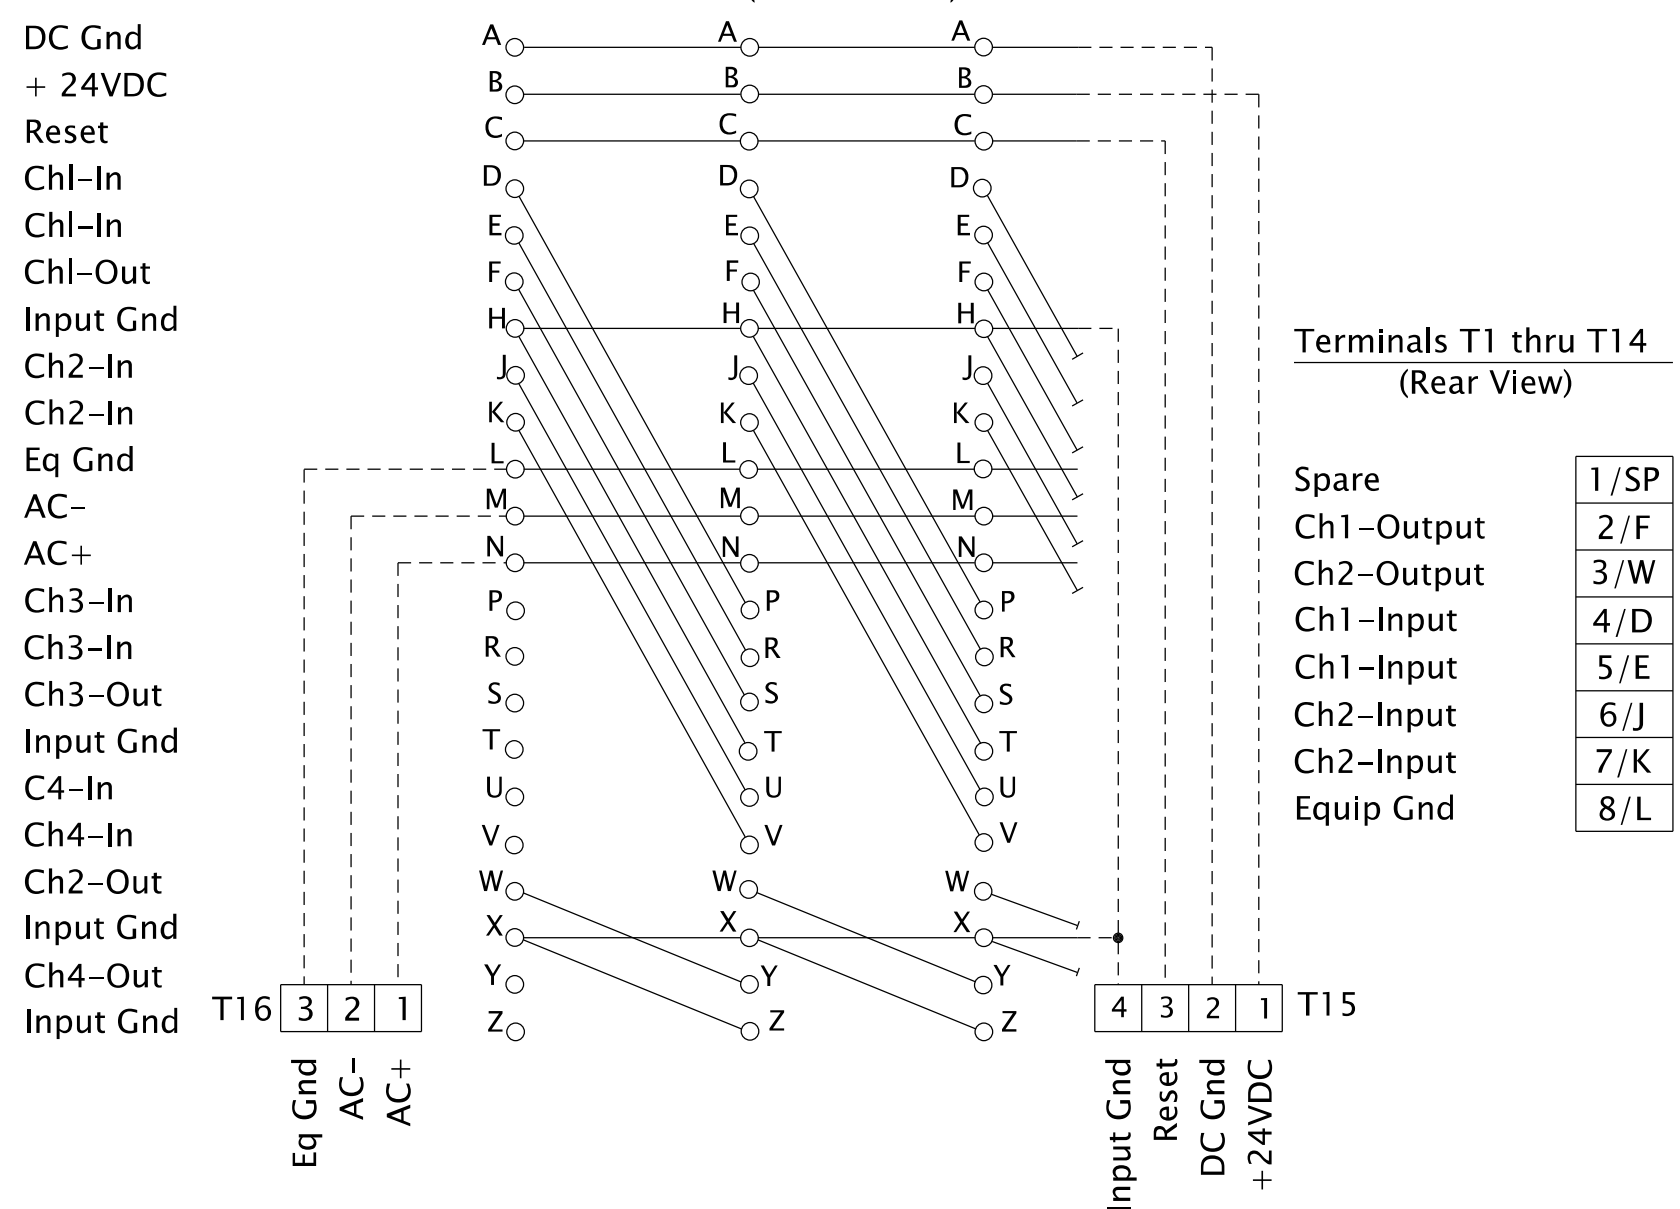 DC Gnd A A A
+ 24VDC B B B
Reset C C C
Chl-In D D D
Chl-In E E E
Chl-Out F F F
Input Gnd H H H
Terminals T1 thru T14
(Rear View)
Ch2-In J J J
Ch2-In K K K
Eq Gnd L L L
AC- M M M
AC+ N N N
Ch3-In P P P
Ch3-In R R R
Ch3-Out S S S
Input Gnd T T T
C4-In U U U
Ch4-In V V V
Ch2-Out W W W
Input Gnd X X X
Ch4-Out Y Y Y
Input Gnd Z Z Z
Spare 1/SP
Ch1-Output 2/F
Ch2-Output 3/W
Ch1-Input 4/D
Ch1-Input 5/E
Ch2-Input 6/J
Ch2-Input 7/K
Equip Gnd 8/L
T16 3 2 1
Eq Gnd
AC-
AC+
4 3 2 1 T15
Input Gnd
Reset
DC Gnd
+24VDC